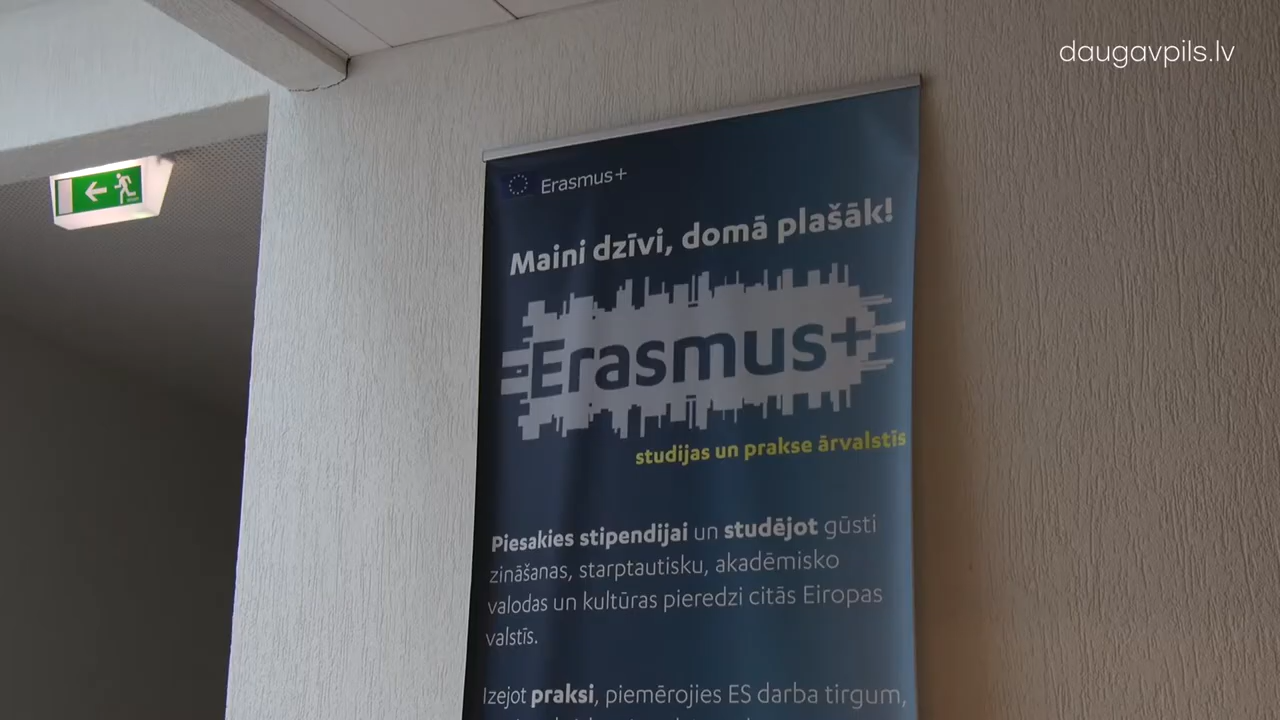 daugavpils.lv
Erasmus+
Maini dzīvi, domā plašāk!
Erasmus+
studijas un prakse ārvalstīs
Piesakies stipendijai un studējot gūsti
zināšanas, starptautisku, akadēmisko
valodas un kultūras pieredzi citās Eiropas
valstīs.
Izejot praksi, piemērojies ES darba tirgum,